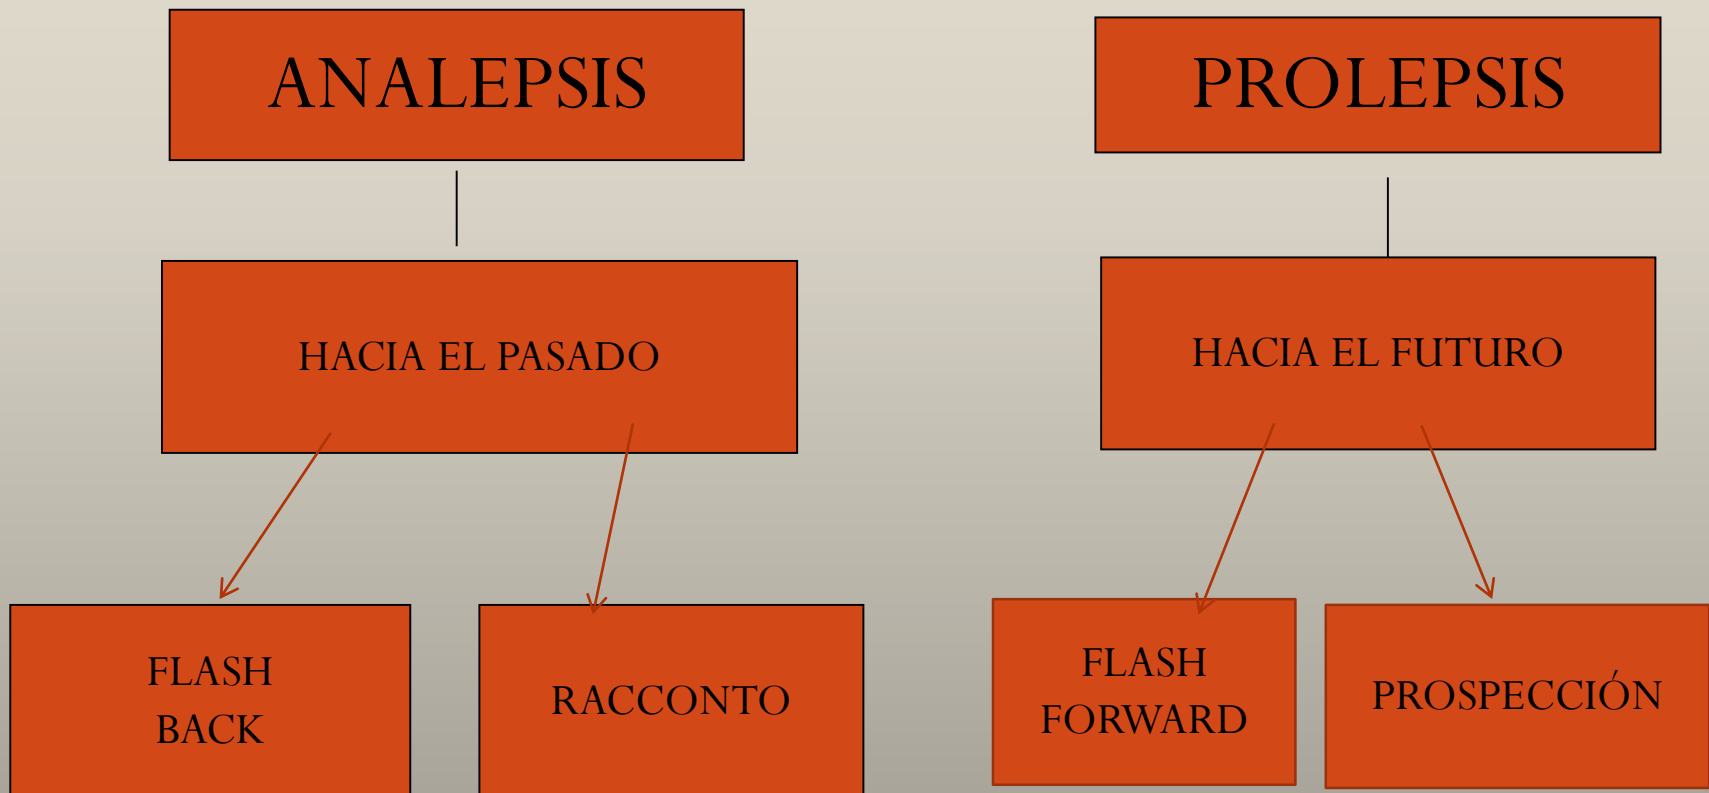 ANALEPSIS
PROLEPSIS
HACIA EL PASADO
HACIA EL FUTURO
FLASH
BACK
RACCONTO
FLASH
FORWARD
PROSPECCIÓN